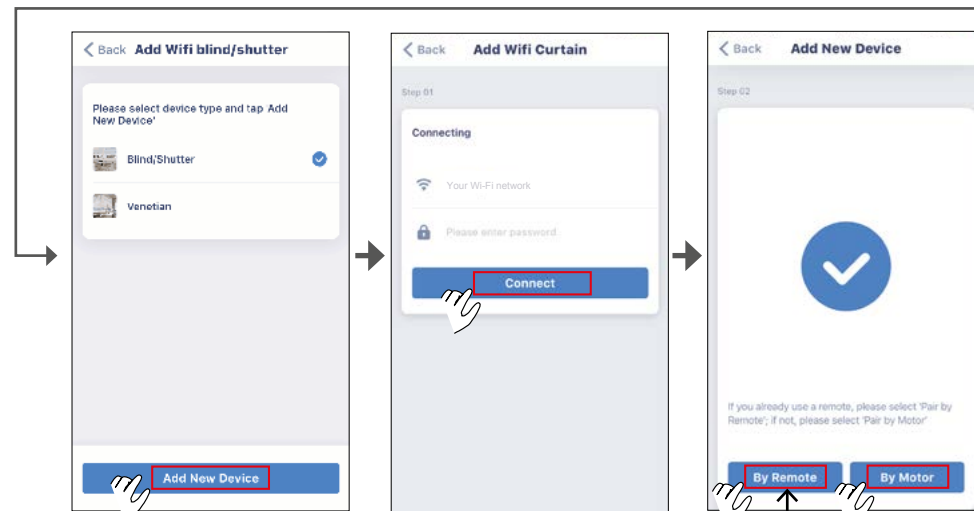 Back Add Wifi blind/shutter
Please select device type and tap 'Add
New Device'
Blind/Shutter
Venetian
Add New Device
Back Add Wifi Curtain
Step 01
Connecting
Your Wi-Fi network
Please enter password
Connect
Back Add New Device
Step 02
If you already use a remote, please select 'Pair by
Remote'; if not, please select 'Pair by Motor'
By Remote
By Motor